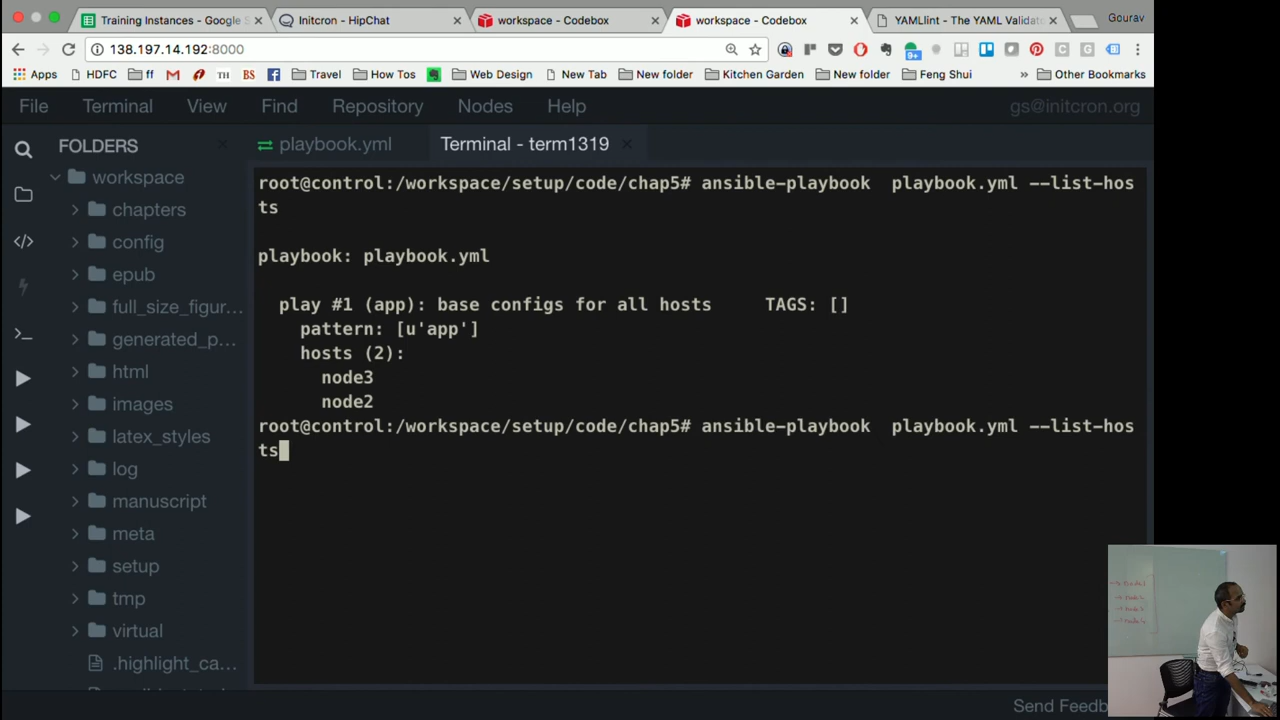 Training Instances - Google S
Initcron - HipChat
workspace - Codebox
workspace - Codebox
YAMLlint - The YAML Validato
Gourav
138.197.14.192:8000
9+
Apps
HDFC
ff
TH
BS
Travel
How Tos
Web Design
New Tab
New folder
Kitchen Garden
New folder
Feng Shui
»
Other Bookmarks
File
Terminal
View
Find
Repository
Nodes
Help
gs@initcron.org
FOLDERS
workspace
chapters
config
epub
full_size_figur...
generated_p...
html
images
latex_styles
log
manuscript
meta
setup
tmp
virtual
.highlight_ca...
playbook.yml
Terminal - term1319
root@control:/workspace/setup/code/chap5# ansible-playbook  playbook.yml --list-hos
ts
playbook: playbook.yml
play #1 (app): base configs for all hosts     TAGS: []
pattern: [u'app']
hosts (2):
node3
node2
root@control:/workspace/setup/code/chap5# ansible-playbook  playbook.yml --list-hos
ts
Send Feedb